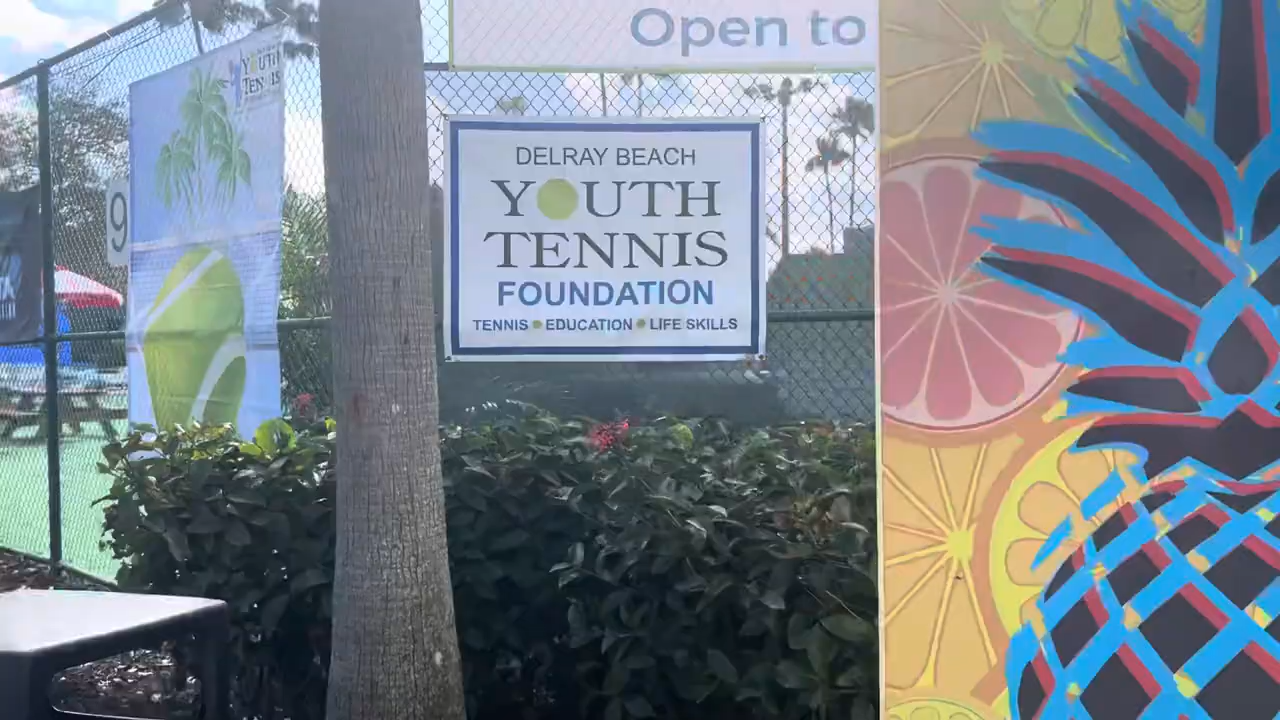 Open to
YOUTH
TENNIS
9
DELRAY BEACH
YOUTH
TENNIS
FOUNDATION
TENNIS • EDUCATION • LIFE SKILLS